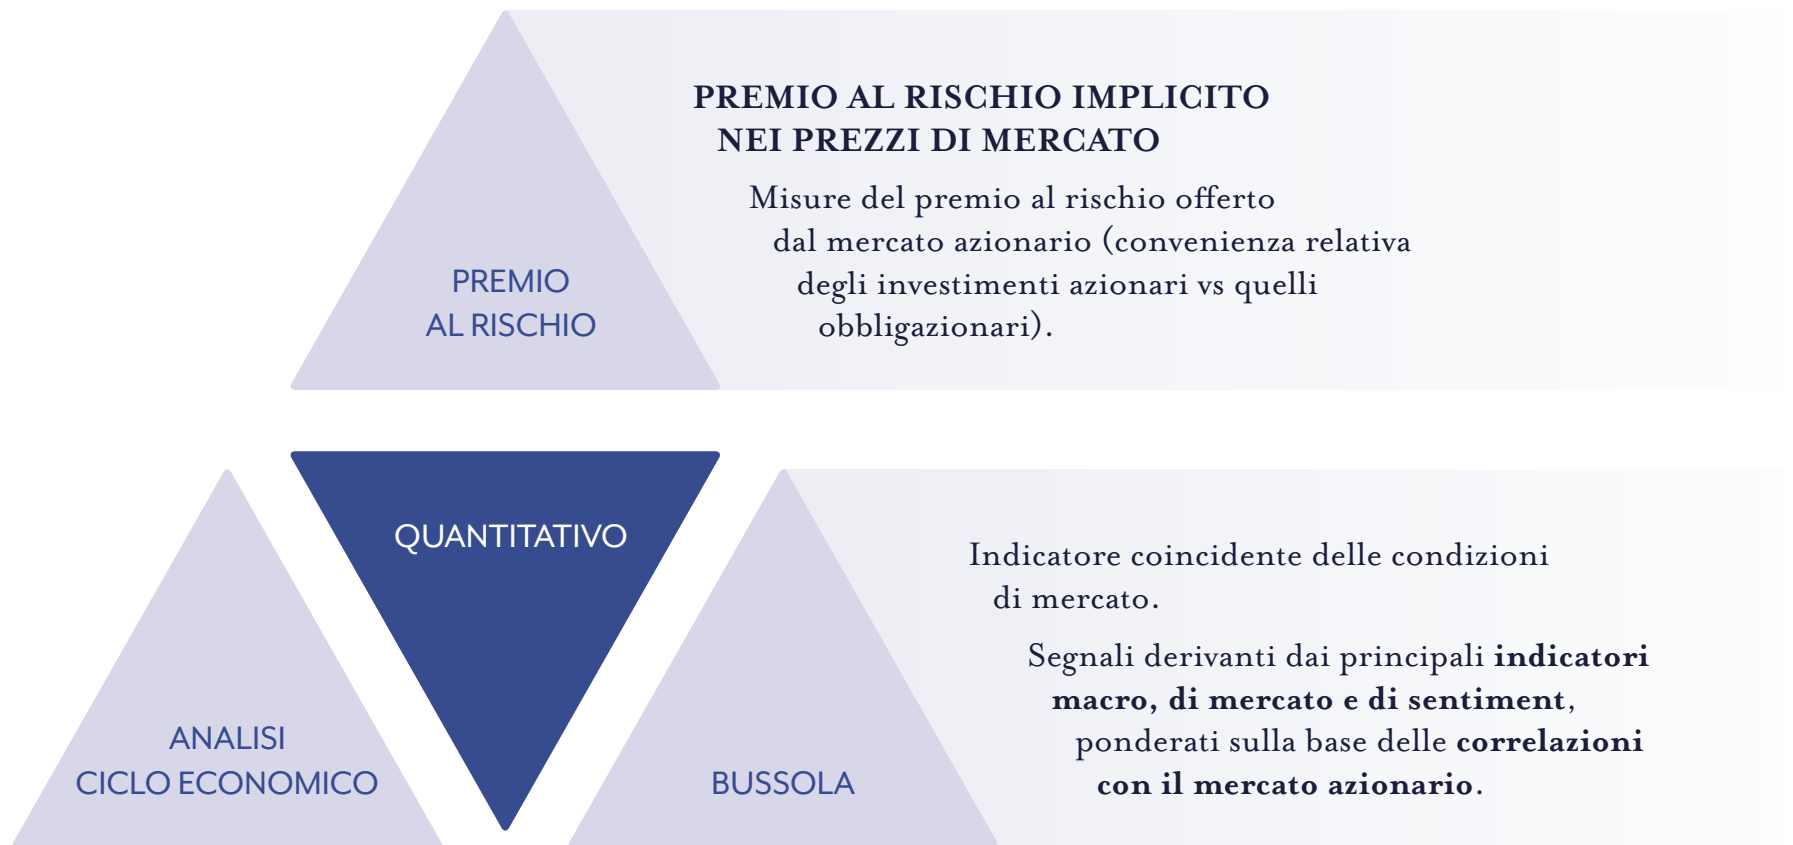 PREMIO AL RISCHIO IMPLICITO
NEI PREZZI DI MERCATO
Misure del premio al rischio offerto
dal mercato azionario (convenienza relativa
degli investimenti azionari vs quelli
obbligazionari).
PREMIO
AL RISCHIO
QUANTITATIVO
Indicatore coincidente delle condizioni
di mercato.
Segnali derivanti dai principali indicatori
macro, di mercato e di sentiment,
ponderati sulla base delle correlazioni
con il mercato azionario.
ANALISI
CICLO ECONOMICO
BUSSOLA